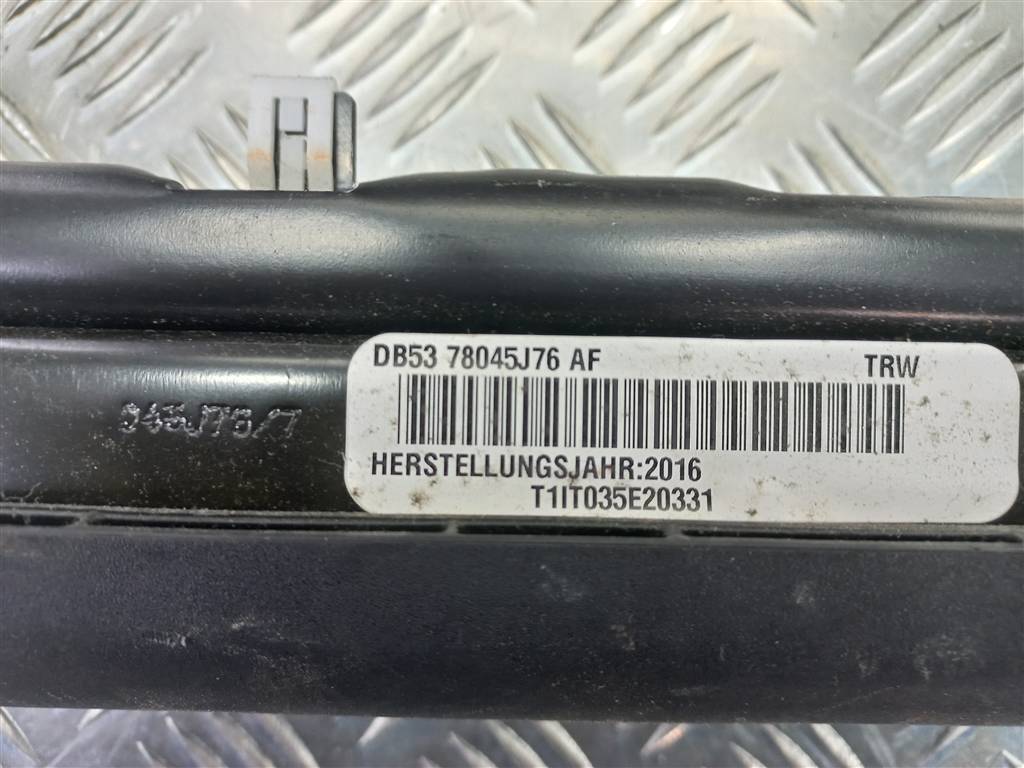 DB53 78045J76 AF TRW
HERSTELLUNGSJAHR:2016
T1IT035E20331